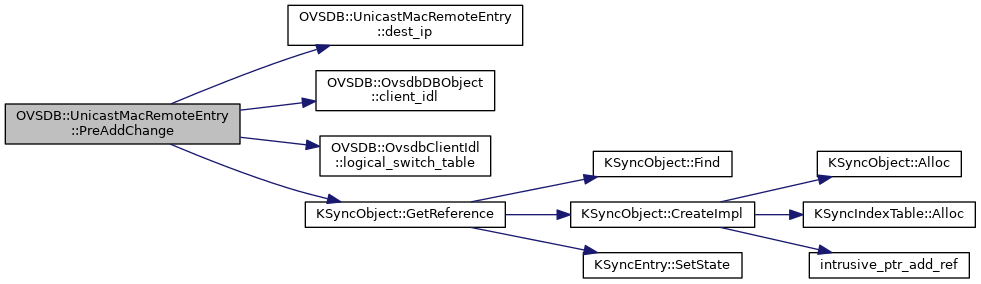 OVSDB::UnicastMacRemoteEntry
::dest_ip
OVSDB::OvsdbDBObject
::client_idl
OVSDB::UnicastMacRemoteEntry
::PreAddChange
OVSDB::OvsdbClientIdl
::logical_switch_table
KSyncObject::Find
KSyncObject::Alloc
KSyncObject::GetReference
KSyncObject::CreateImpl
KSyncIndexTable::Alloc
KSyncEntry::SetState
intrusive_ptr_add_ref